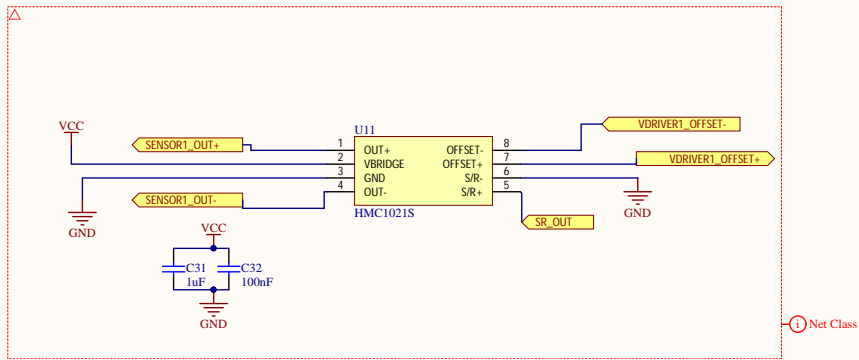 U11
VCC
SENSOR1_OUT+
1
OUT+
OFFSET-
8
VDRIVER1_OFFSET-
2
VBRIDGE
OFFSET+
7
VDRIVER1_OFFSET+
3
GND
S/R-
6
SENSOR1_OUT-
4
OUT-
S/R+
5
GND
HMC1021S
GND
SR_OUT
VCC
C31
C32
1uF
100nF
GND
i Net Class